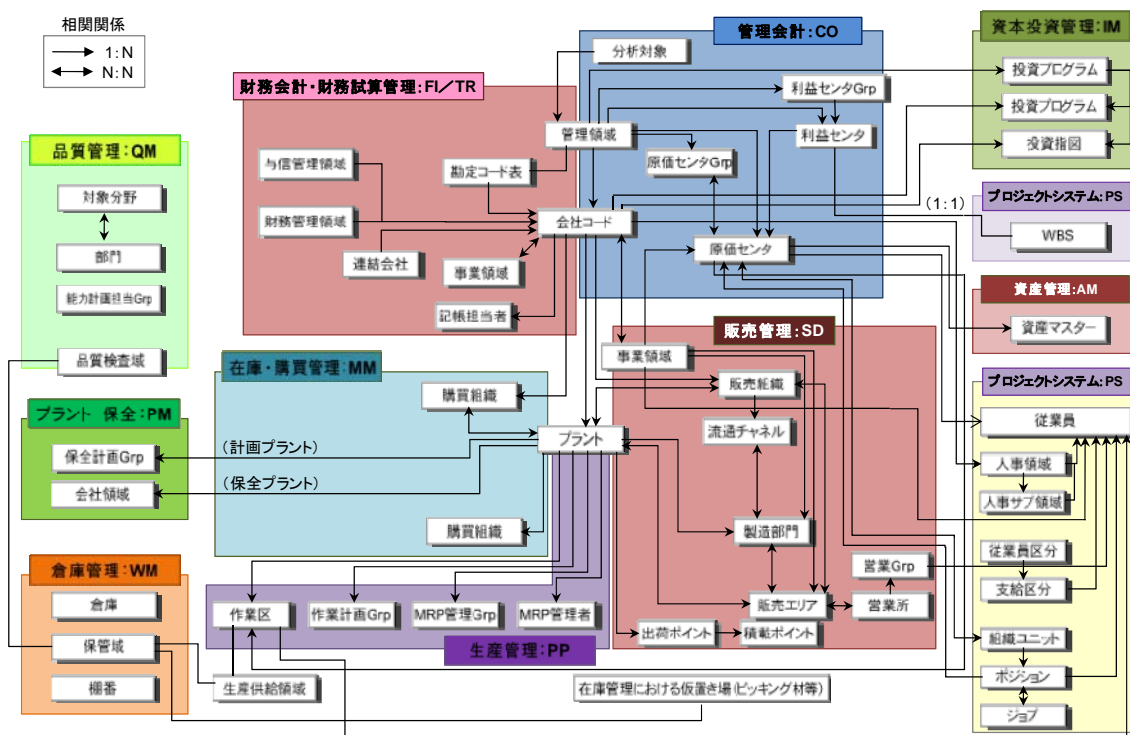 相関関係
1:N
N:N
管理会計:CO
分析対象
利益センタGrp
利益センタ
管理領域
原価センタGrp
原価センタ
資本投資管理:IM
投資プログラム
投資プログラム
投資指図
財務会計・財務試算管理:FI/TR
与信管理領域
勘定コード表
財務管理領域
会社コード
連結会社
事業領域
記帳担当者
品質管理:QM
対象分野
部門
能力計画担当Grp
品質検査域
プロジェクトシステム:PS
(1:1)
WBS
資産管理:AM
資産マスター
販売管理:SD
事業領域
販売組織
流通チャネル
製造部門
営業Grp
販売エリア
営業所
出荷ポイント
積載ポイント
在庫・購買管理:MM
購買組織
プラント
購買組織
(計画プラント)
(保全プラント)
プラント 保全:PM
保全計画Grp
会社領域
プロジェクトシステム:PS
従業員
人事領域
人事サブ領域
従業員区分
支給区分
組織ユニット
ポジション
ジョブ
倉庫管理:WM
倉庫
保管域
棚番
作業区
作業計画Grp
MRP管理Grp
MRP管理者
生産管理:PP
生産供給領域
在庫管理における仮置き場(ピッキング材等)